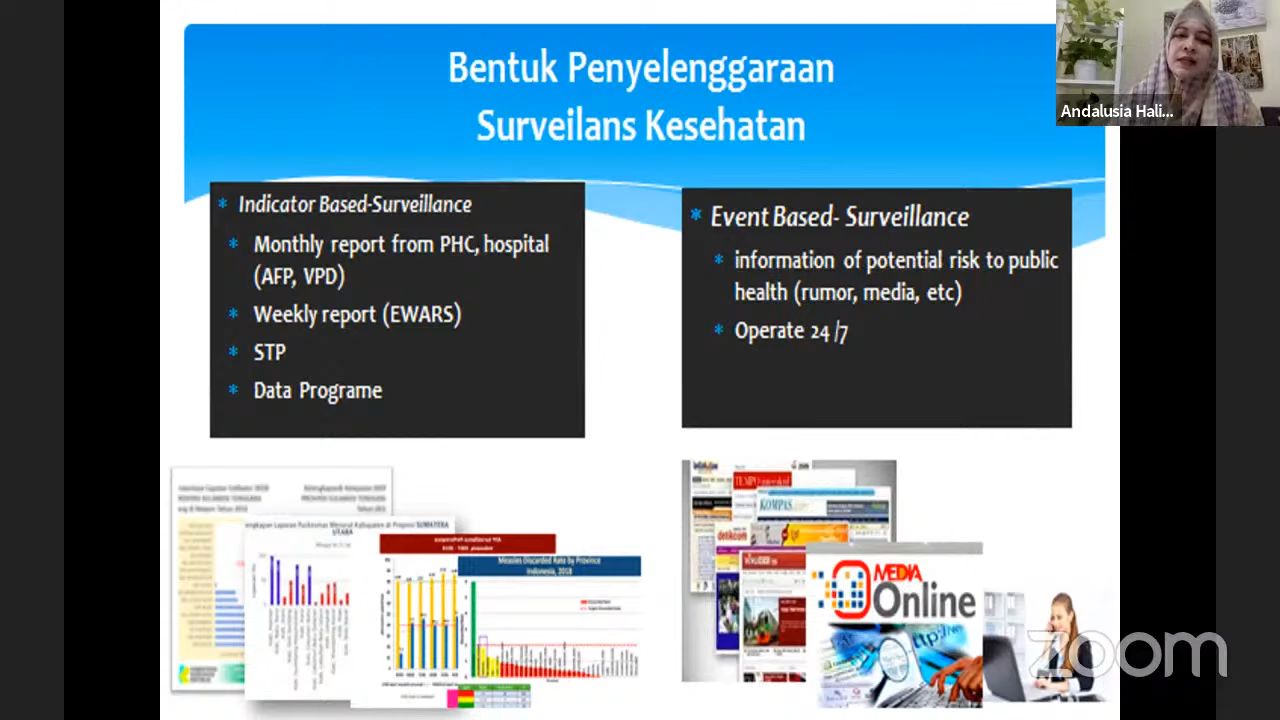 Bentuk Penyelenggaraan
Surveilans Kesehatan
Andalusia Hali...
Indicator Based-Surveillance
Monthly report from PHC, hospital
(AFP, VPD)
Weekly report (EWARS)
STP
Data Programe
Event Based- Surveillance
information of potential risk to public
health (rumor, media, etc)
Operate 24 /7
Measles Discarded Rate by Province
Indonesia, 2018
TEMPO
KOMPAS
detikcom
MEDIA
Online
http
zoom